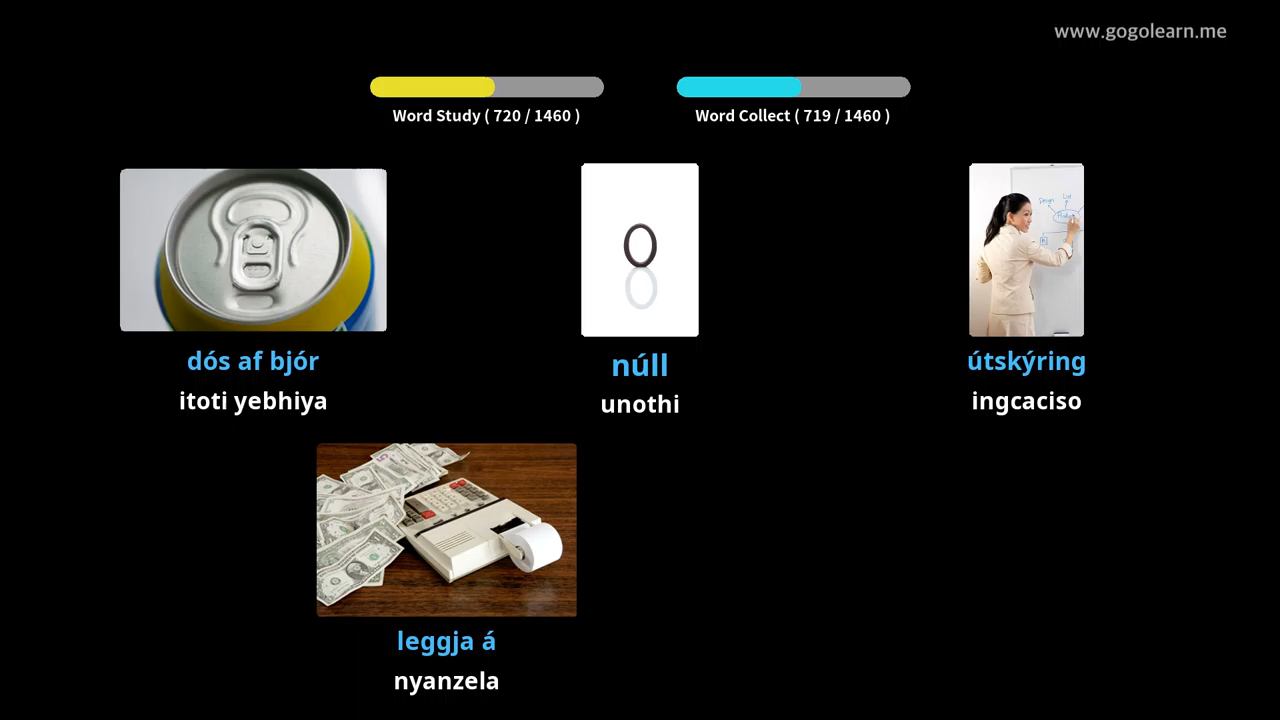 www.gogolearn.me
Word Study ( 720 / 1460 )
Word Collect ( 719 / 1460 )
dós af bjór
itoti yebhiya
núll
unothi
útskýring
ingcaciso
leggja á
nyanzela